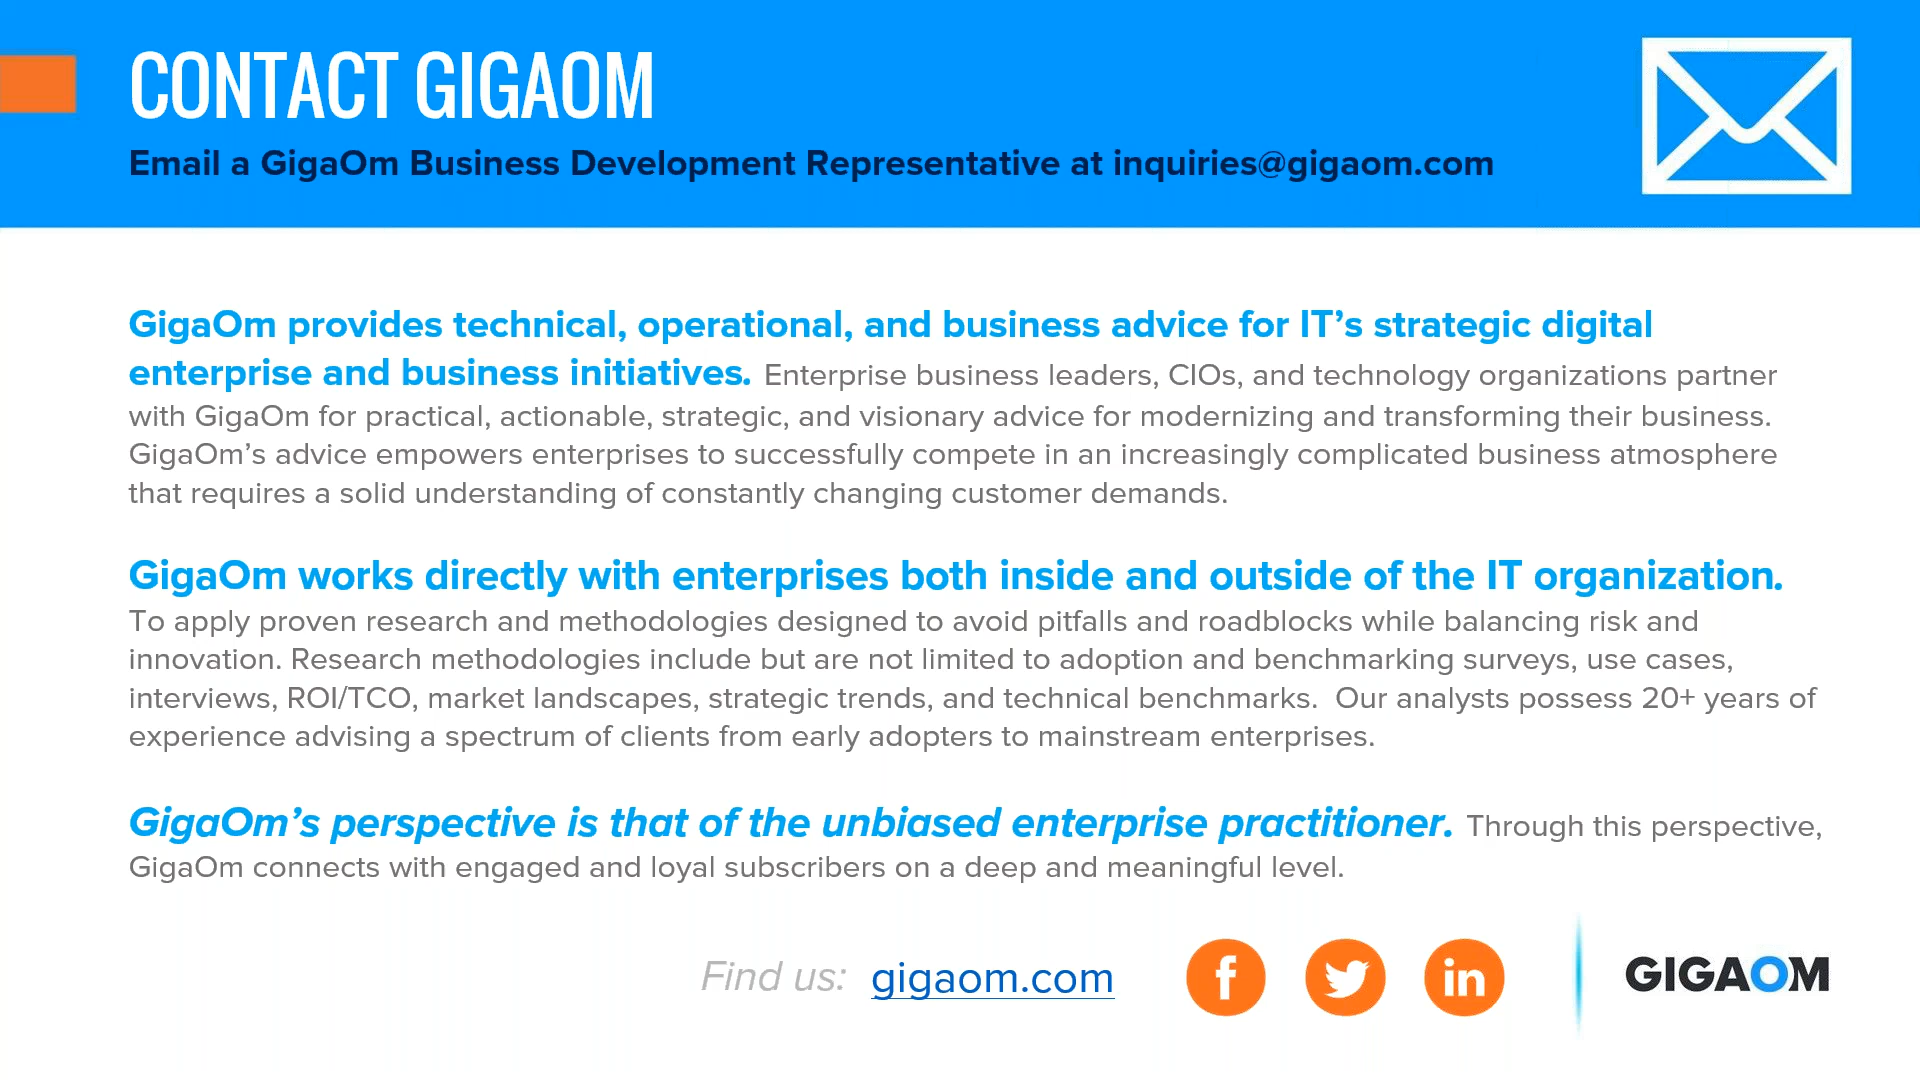 CONTACT GIGAOM
Email a GigaOm Business Development Representative at inquiries@gigaom.com
GigaOm provides technical, operational, and business advice for IT’s strategic digital
enterprise and business initiatives. Enterprise business leaders, CIOs, and technology organizations partner
with GigaOm for practical, actionable, strategic, and visionary advice for modernizing and transforming their business.
GigaOm’s advice empowers enterprises to successfully compete in an increasingly complicated business atmosphere
that requires a solid understanding of constantly changing customer demands.
GigaOm works directly with enterprises both inside and outside of the IT organization.
To apply proven research and methodologies designed to avoid pitfalls and roadblocks while balancing risk and
innovation. Research methodologies include but are not limited to adoption and benchmarking surveys, use cases,
interviews, ROI/TCO, market landscapes, strategic trends, and technical benchmarks.  Our analysts possess 20+ years of
experience advising a spectrum of clients from early adopters to mainstream enterprises.
GigaOm’s perspective is that of the unbiased enterprise practitioner. Through this perspective,
GigaOm connects with engaged and loyal subscribers on a deep and meaningful level.
Find us: gigaom.com f in GIGAOM